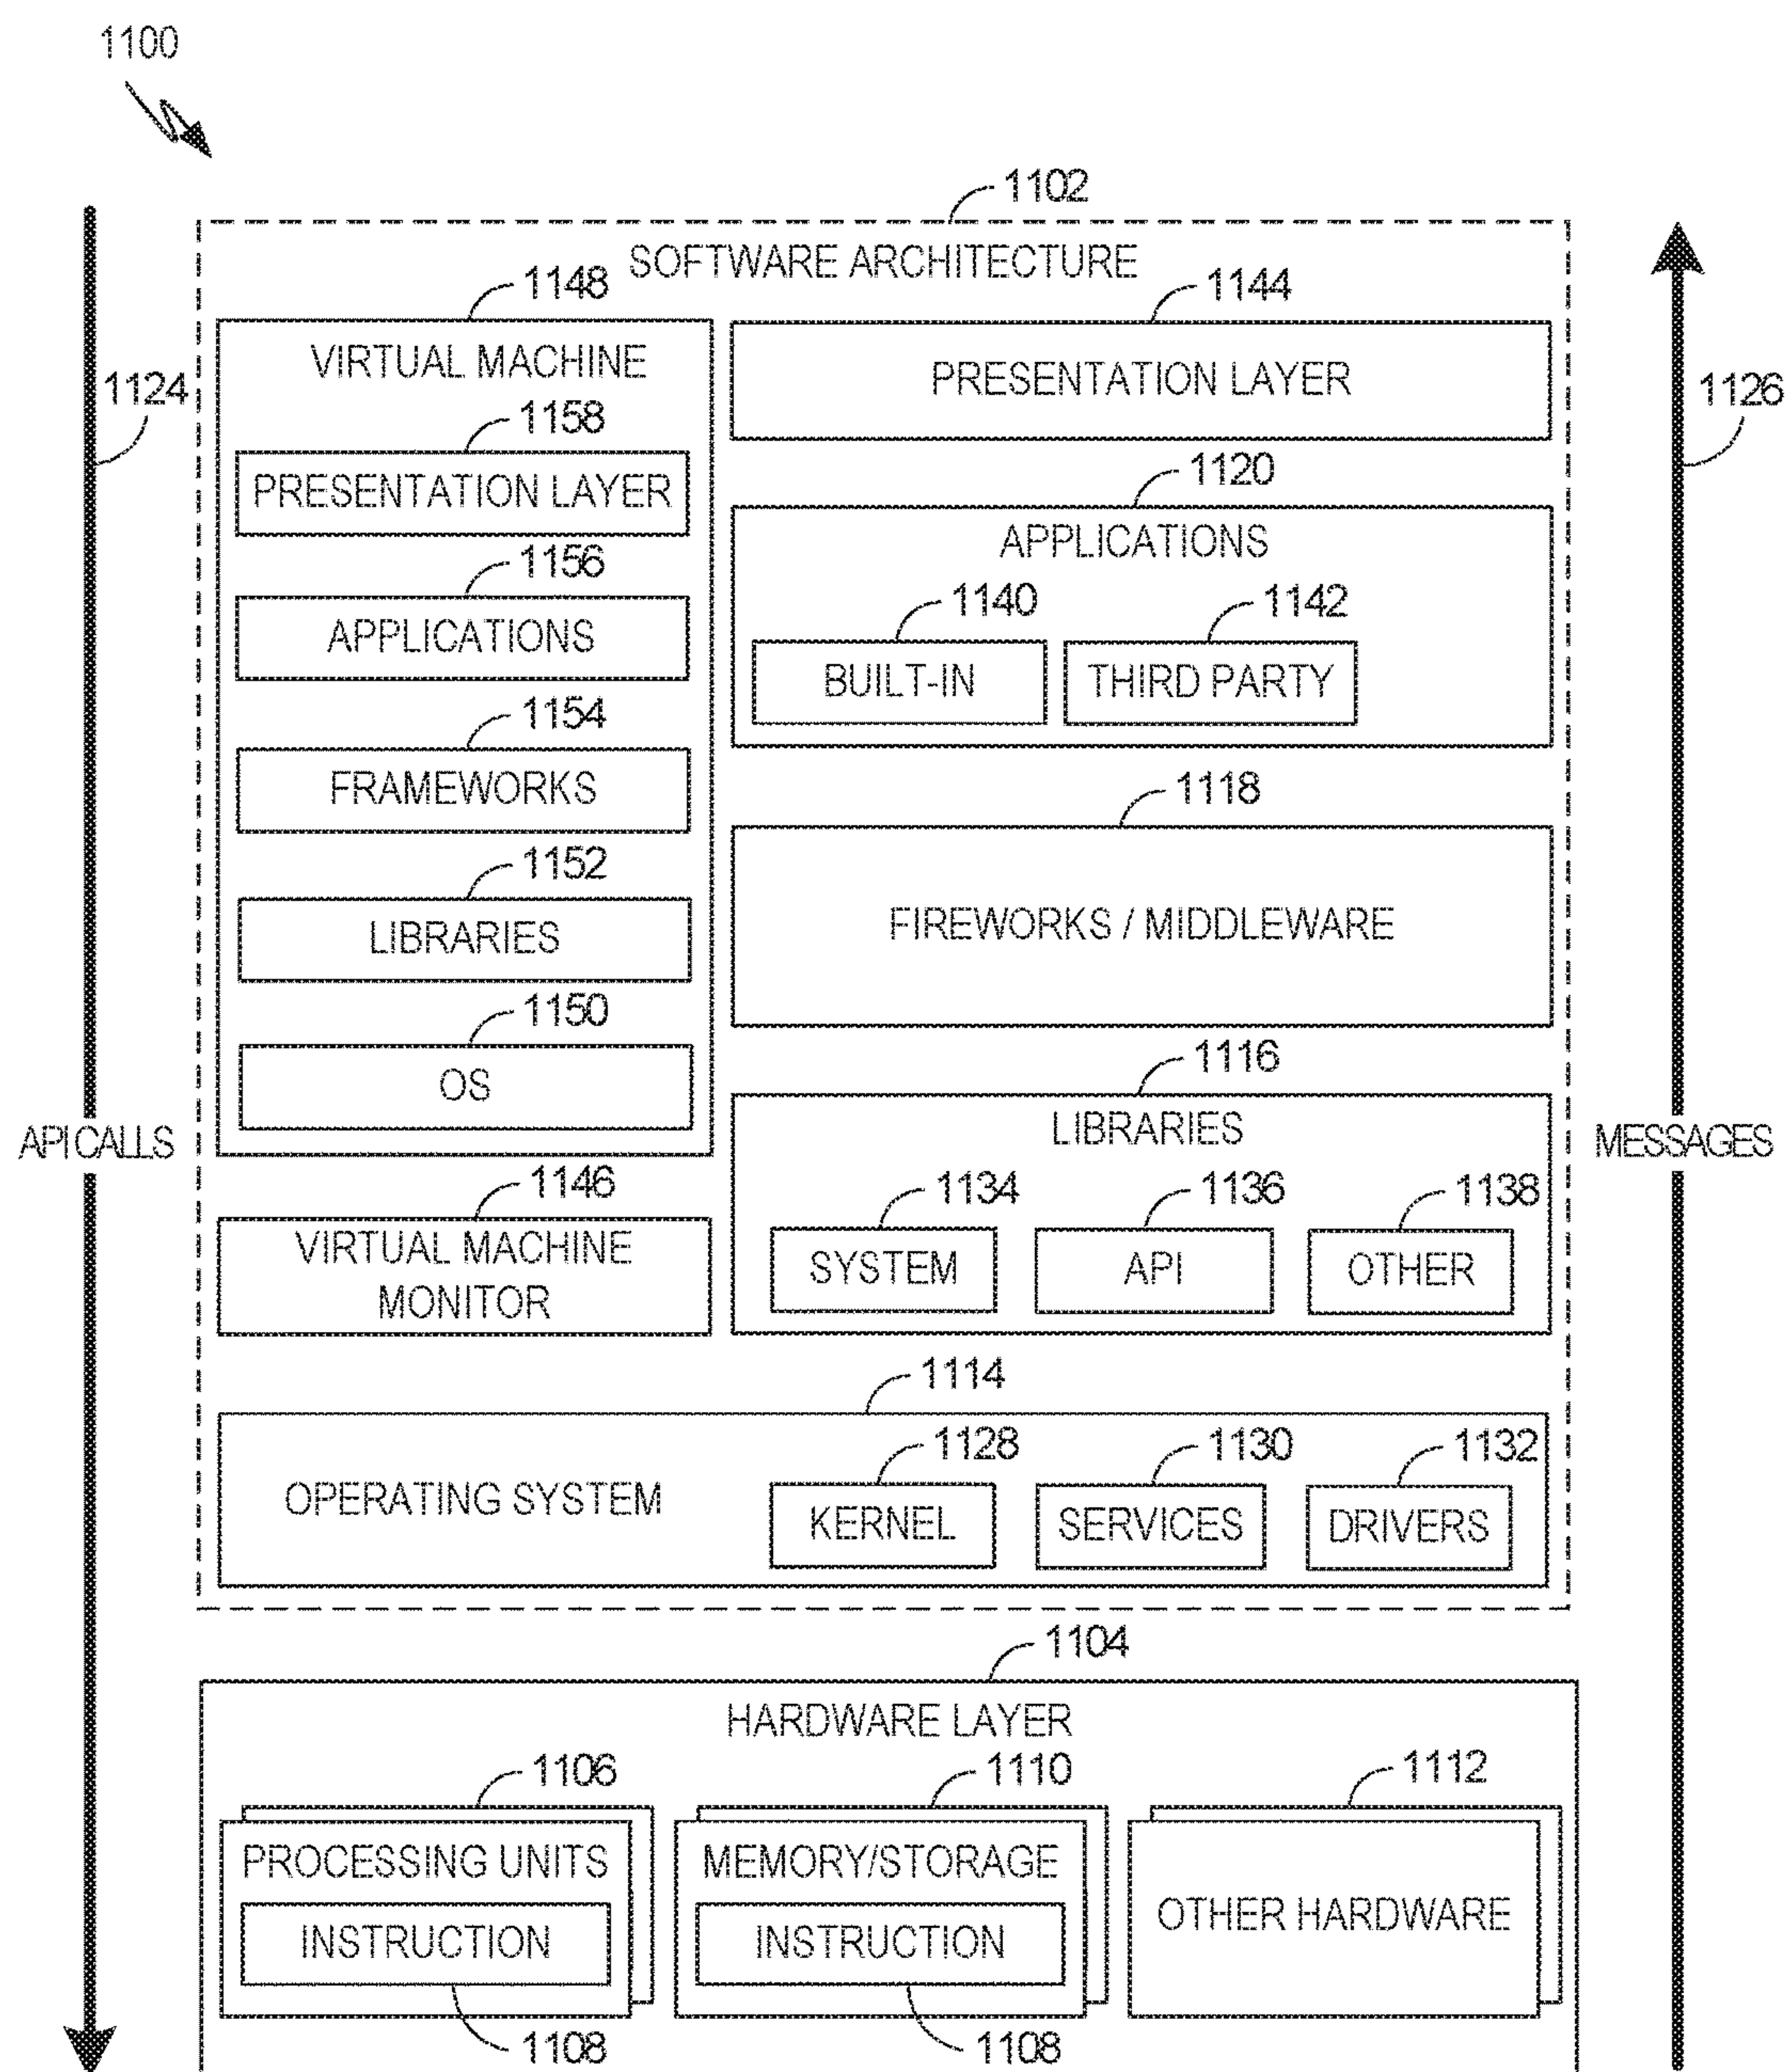 1100
1102
SOFTWARE ARCHITECTURE
1148
VIRTUAL MACHINE
1158
PRESENTATION LAYER
1156
APPLICATIONS
1154
FRAMEWORKS
1152
LIBRARIES
1150
OS
1146
VIRTUAL MACHINE
MONITOR
1144
PRESENTATION LAYER
1120
APPLICATIONS
1140
BUILT-IN
1142
THIRD PARTY
1118
FIREWORKS / MIDDLEWARE
1116
LIBRARIES
1134
SYSTEM
1136
API
1138
OTHER
1114
OPERATING SYSTEM
1128
KERNEL
1130
SERVICES
1132
DRIVERS
1124
API CALLS
1126
MESSAGES
1104
HARDWARE LAYER
1106
PROCESSING UNITS
INSTRUCTION
1108
1110
MEMORY/STORAGE
INSTRUCTION
1108
1112
OTHER HARDWARE